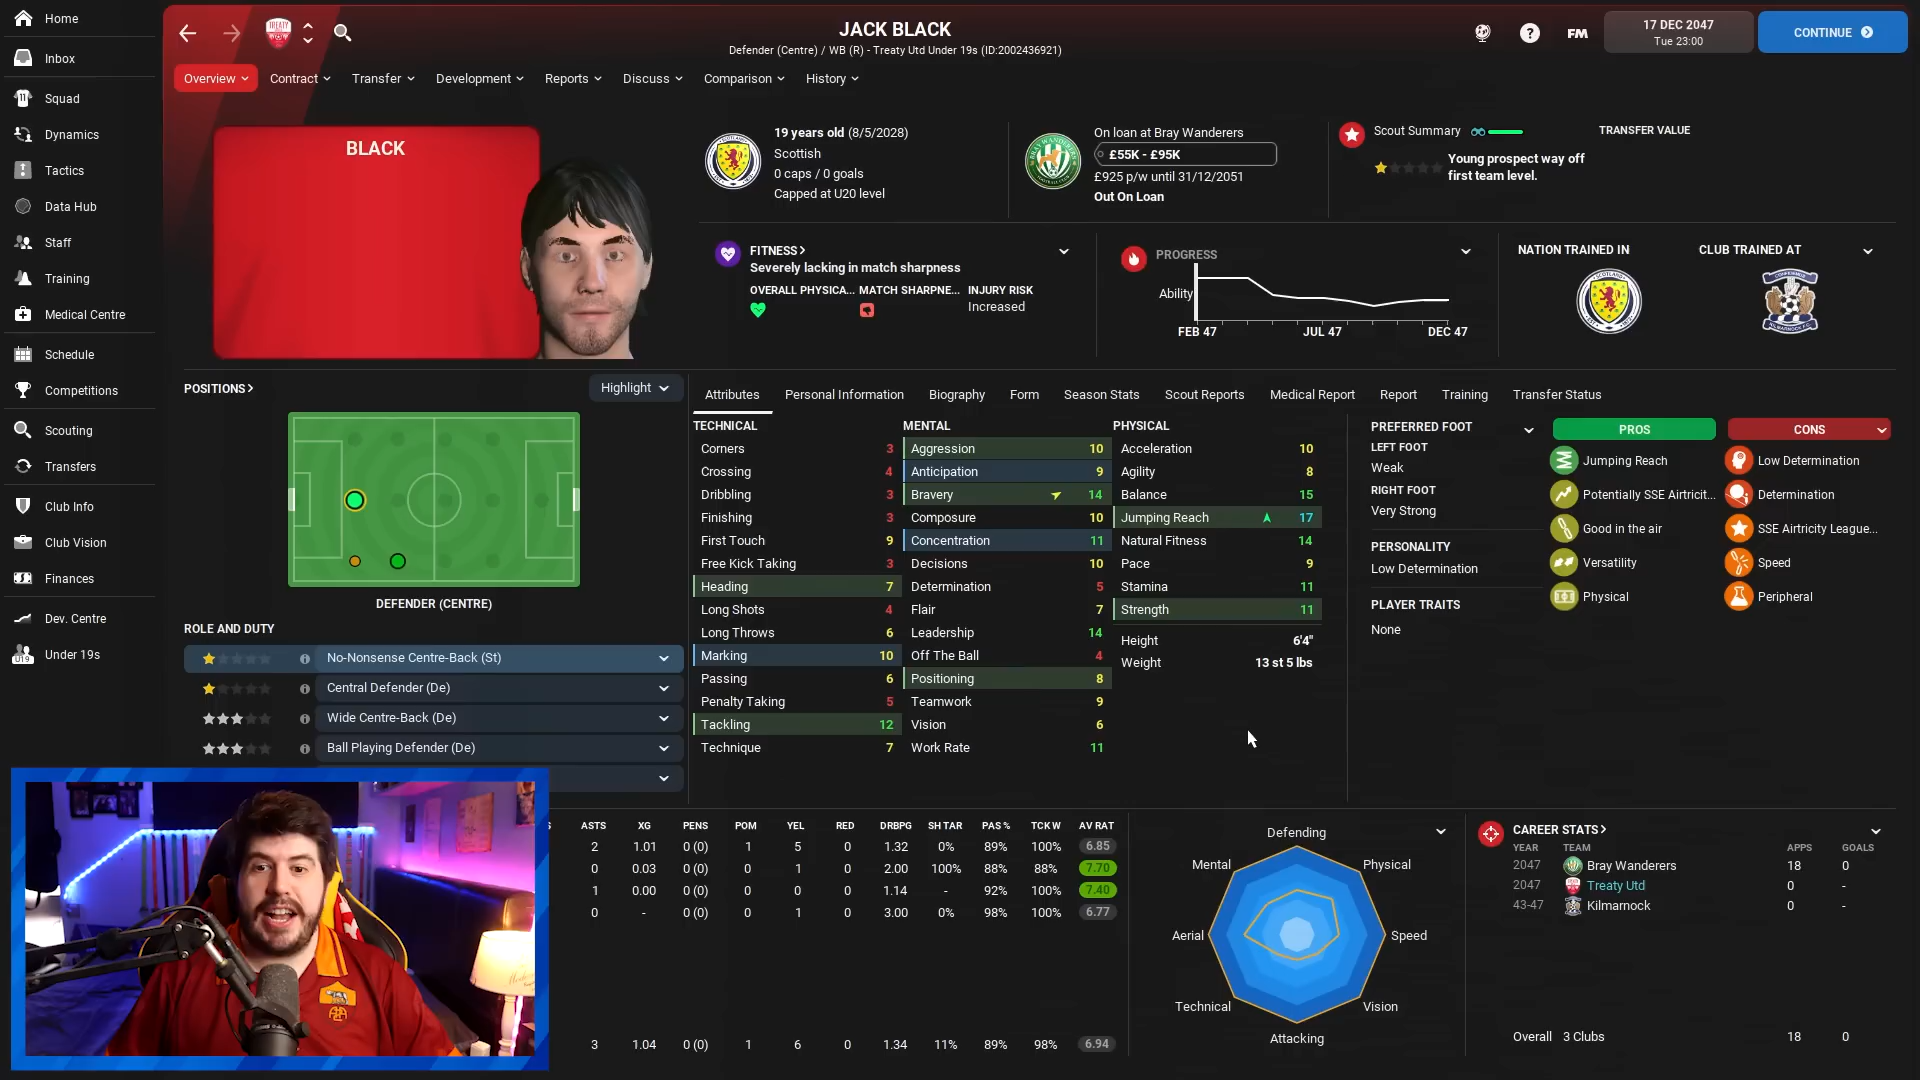 Home
Inbox
Squad
Dynamics
Tactics
Data Hub
Staff
Training
Medical Centre
Schedule
Competitions
Scouting
Transfers
Club Info
Club Vision
Finances
Dev. Centre
Under 19s
JACK BLACK
Defender (Centre) / WB (R) - Treaty Utd Under 19s (ID:2002436921)
FM
17 DEC 2047
Tue 23:00
CONTINUE
Overview Contract Transfer Development Reports Discuss Comparison History
BLACK
19 years old (8/5/2028)
Scottish
0 caps / 0 goals
Capped at U20 level
On loan at Bray Wanderers
£55K - £95K
£925 p/w until 31/12/2051
Out On Loan
Scout Summary
TRANSFER VALUE
Young prospect way off
first team level.
FITNESS
Severely lacking in match sharpness
OVERALL PHYSICA... MATCH SHARPNE... INJURY RISK
Increased
PROGRESS
Ability
FEB 47 JUL 47 DEC 47
NATION TRAINED IN
CLUB TRAINED AT
POSITIONS
Highlight
DEFENDER (CENTRE)
ROLE AND DUTY
No-Nonsense Centre-Back (St)
Central Defender (De)
Wide Centre-Back (De)
Ball Playing Defender (De)
Attributes Personal Information Biography Form Season Stats Scout Reports Medical Report Report Training Transfer Status
TECHNICAL
Corners 3
Crossing 4
Dribbling 3
Finishing 3
First Touch 9
Free Kick Taking 3
Heading 7
Long Shots 4
Long Throws 6
Marking 10
Passing 6
Penalty Taking 5
Tackling 12
Technique 7
MENTAL
Aggression 10
Anticipation 9
Bravery 14
Composure 10
Concentration 11
Decisions 10
Determination 5
Flair 7
Leadership 14
Off The Ball 4
Positioning 8
Teamwork 9
Vision 6
Work Rate 11
PHYSICAL
Acceleration 10
Agility 8
Balance 15
Jumping Reach 17
Natural Fitness 14
Pace 9
Stamina 11
Strength 11
Height 6'4"
Weight 13 st 5 lbs
PREFERRED FOOT
LEFT FOOT
Weak
RIGHT FOOT
Very Strong
PERSONALITY
Low Determination
PLAYER TRAITS
None
PROS
Jumping Reach
Potentially SSE Airtricit...
Good in the air
Versatility
Physical
CONS
Low Determination
Determination
SSE Airtricity League...
Speed
Peripheral
ASTS XG PENS POM YEL RED DRBPG SH TAR PAS % TCK W AV RAT
2 1.01 0 (0) 1 5 0 1.32 0% 89% 100% 6.85
0 0.03 0 (0) 0 1 0 2.00 100% 88% 88% 7.70
1 0.00 0 (0) 0 0 0 1.14 - 92% 100% 7.40
0 - 0 (0) 0 1 0 3.00 0% 98% 100% 6.77
3 1.04 0 (0) 1 6 0 1.34 11% 89% 98% 6.94
Defending
Mental Physical
Aerial Speed
Technical Vision
Attacking
CAREER STATS
YEAR TEAM APPS GOALS
2047 Bray Wanderers 18 0
2047 Treaty Utd 0 -
43-47 Kilmarnock 0 -
Overall 3 Clubs 18 0